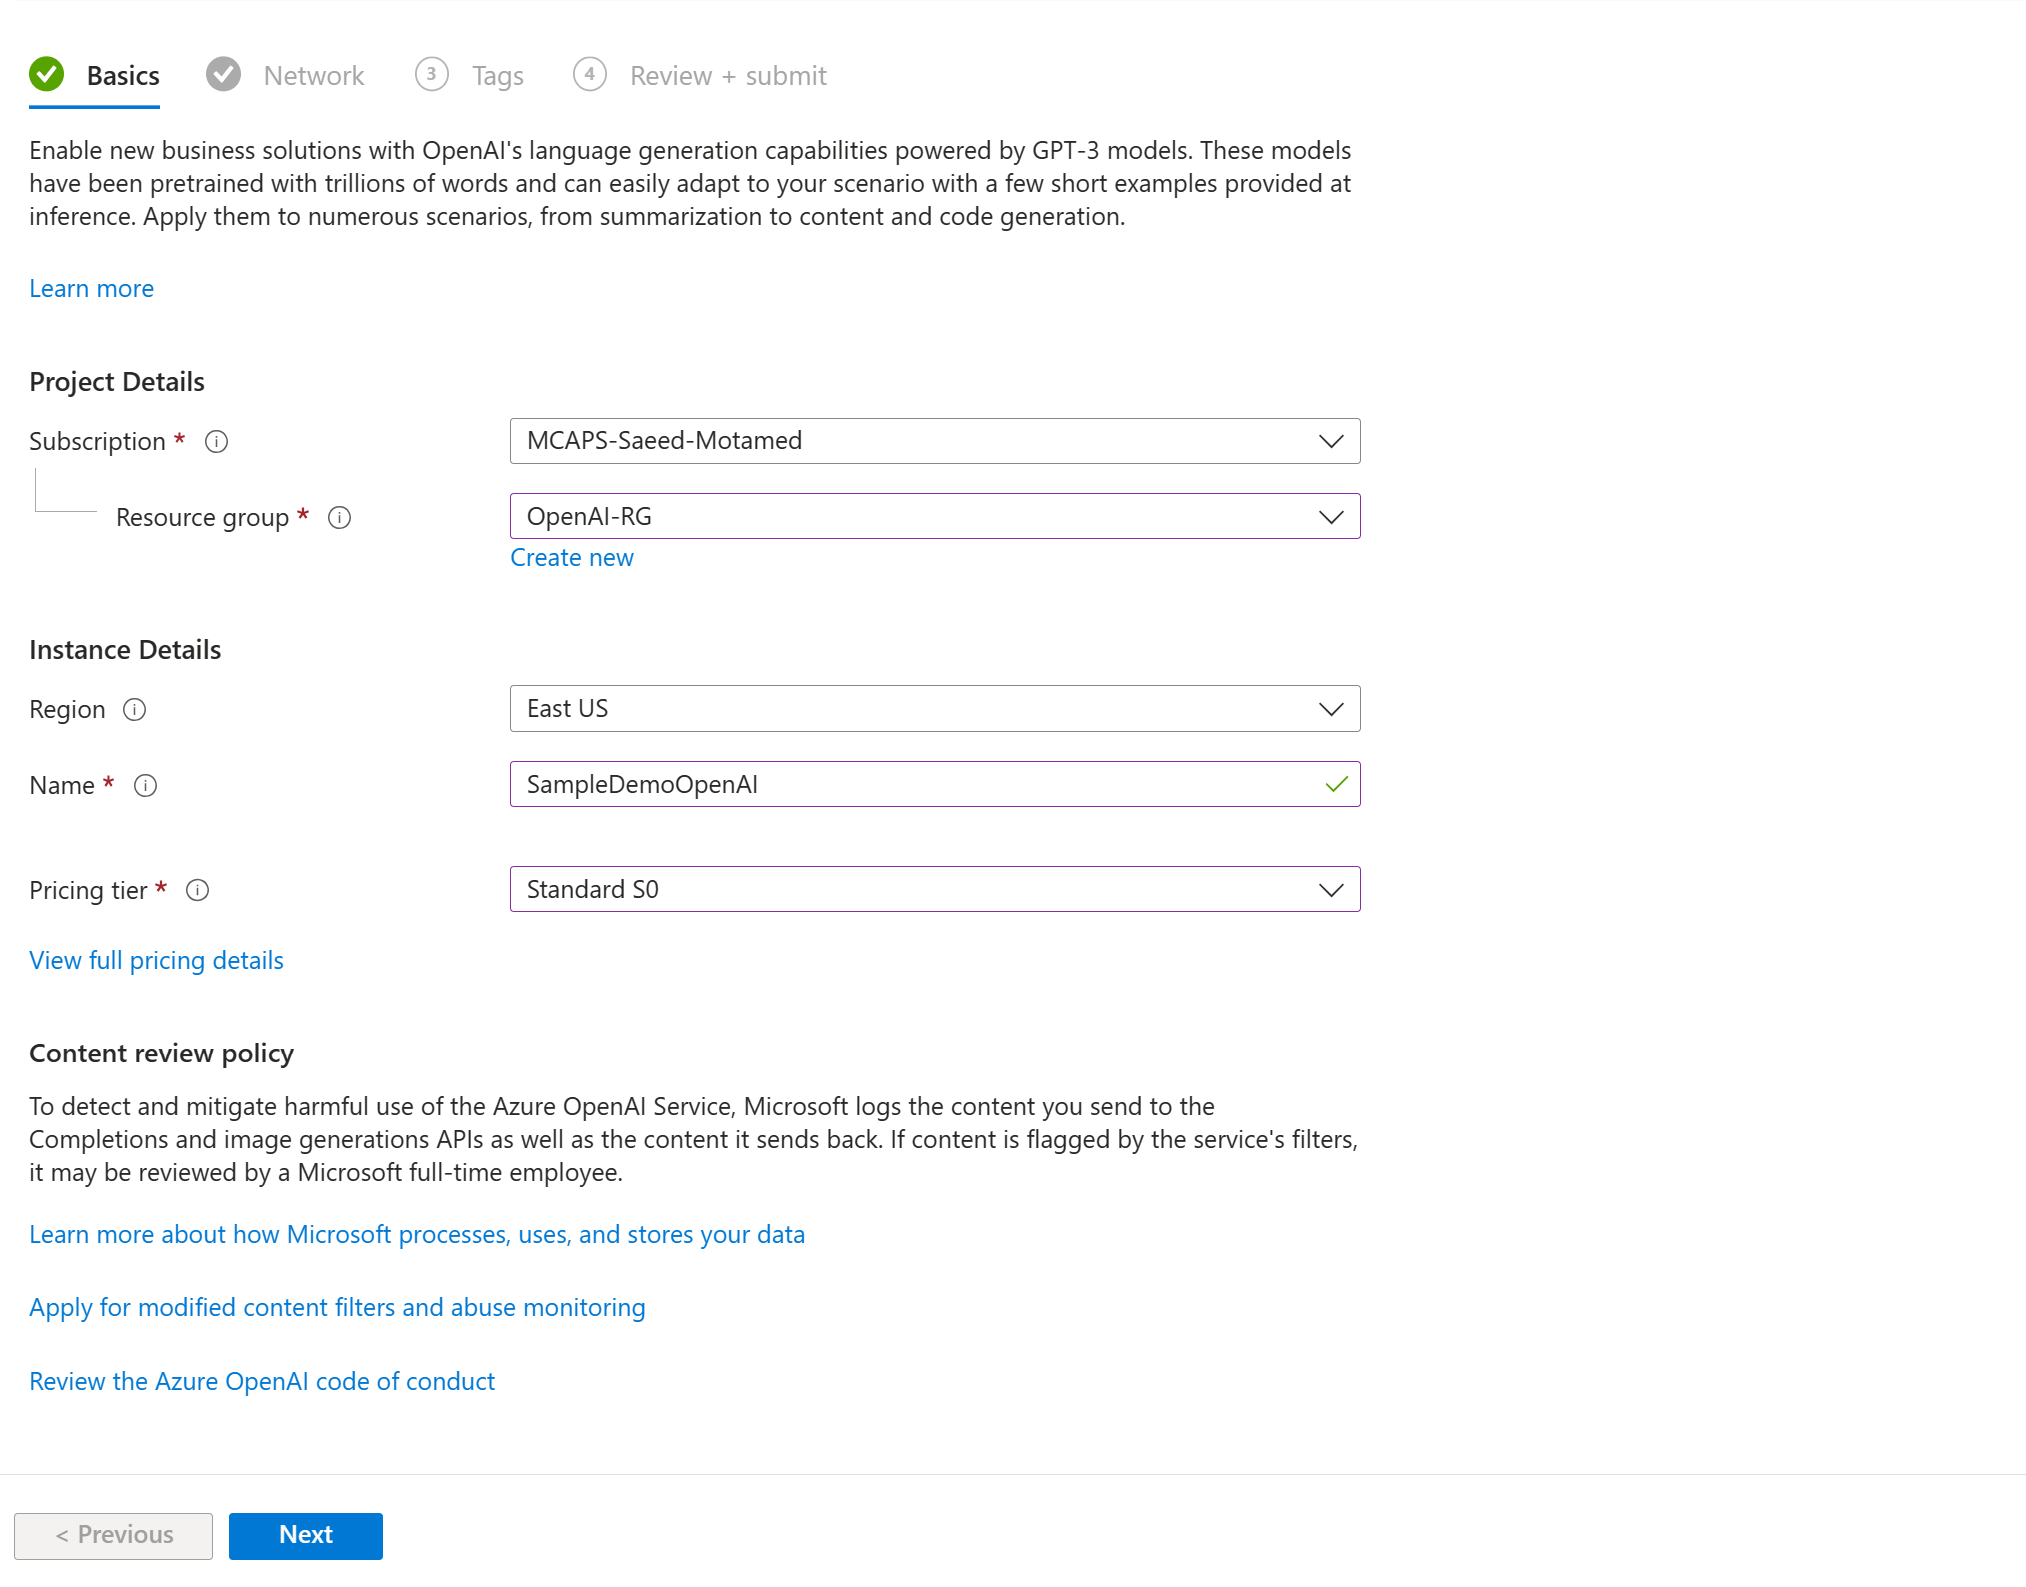 Basics Network 3 Tags 4 Review + submit
Enable new business solutions with OpenAI's language generation capabilities powered by GPT-3 models. These models
have been pretrained with trillions of words and can easily adapt to your scenario with a few short examples provided at
inference. Apply them to numerous scenarios, from summarization to content and code generation.
Learn more
Project Details
Subscription * MCAPS-Saeed-Motamed
Resource group * OpenAI-RG
Create new
Instance Details
Region East US
Name * SampleDemoOpenAI
Pricing tier * Standard S0
View full pricing details
Content review policy
To detect and mitigate harmful use of the Azure OpenAI Service, Microsoft logs the content you send to the
Completions and image generations APIs as well as the content it sends back. If content is flagged by the service's filters,
it may be reviewed by a Microsoft full-time employee.
Learn more about how Microsoft processes, uses, and stores your data
Apply for modified content filters and abuse monitoring
Review the Azure OpenAI code of conduct
< Previous Next